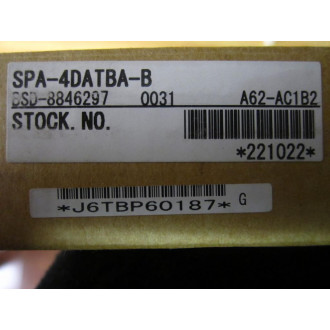 SPA-4DATBA-B
BSD-8846297 0031 A62-AC1B2
STOCK.NO.
*221022*
*J6TBP60187* G